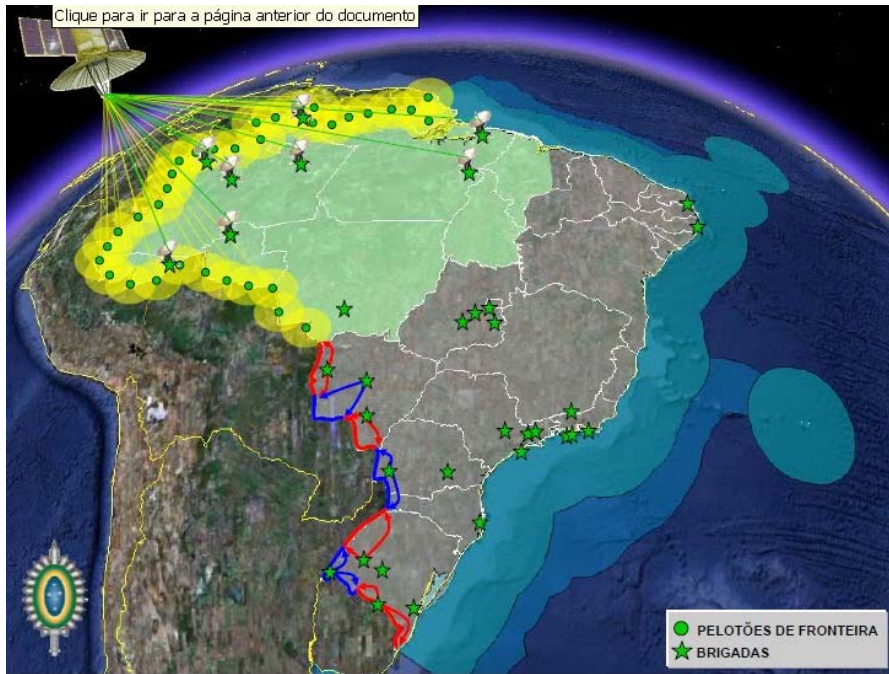 Clique para ir para a página anterior do documento
PELOTÕES DE FRONTEIRA
BRIGADAS